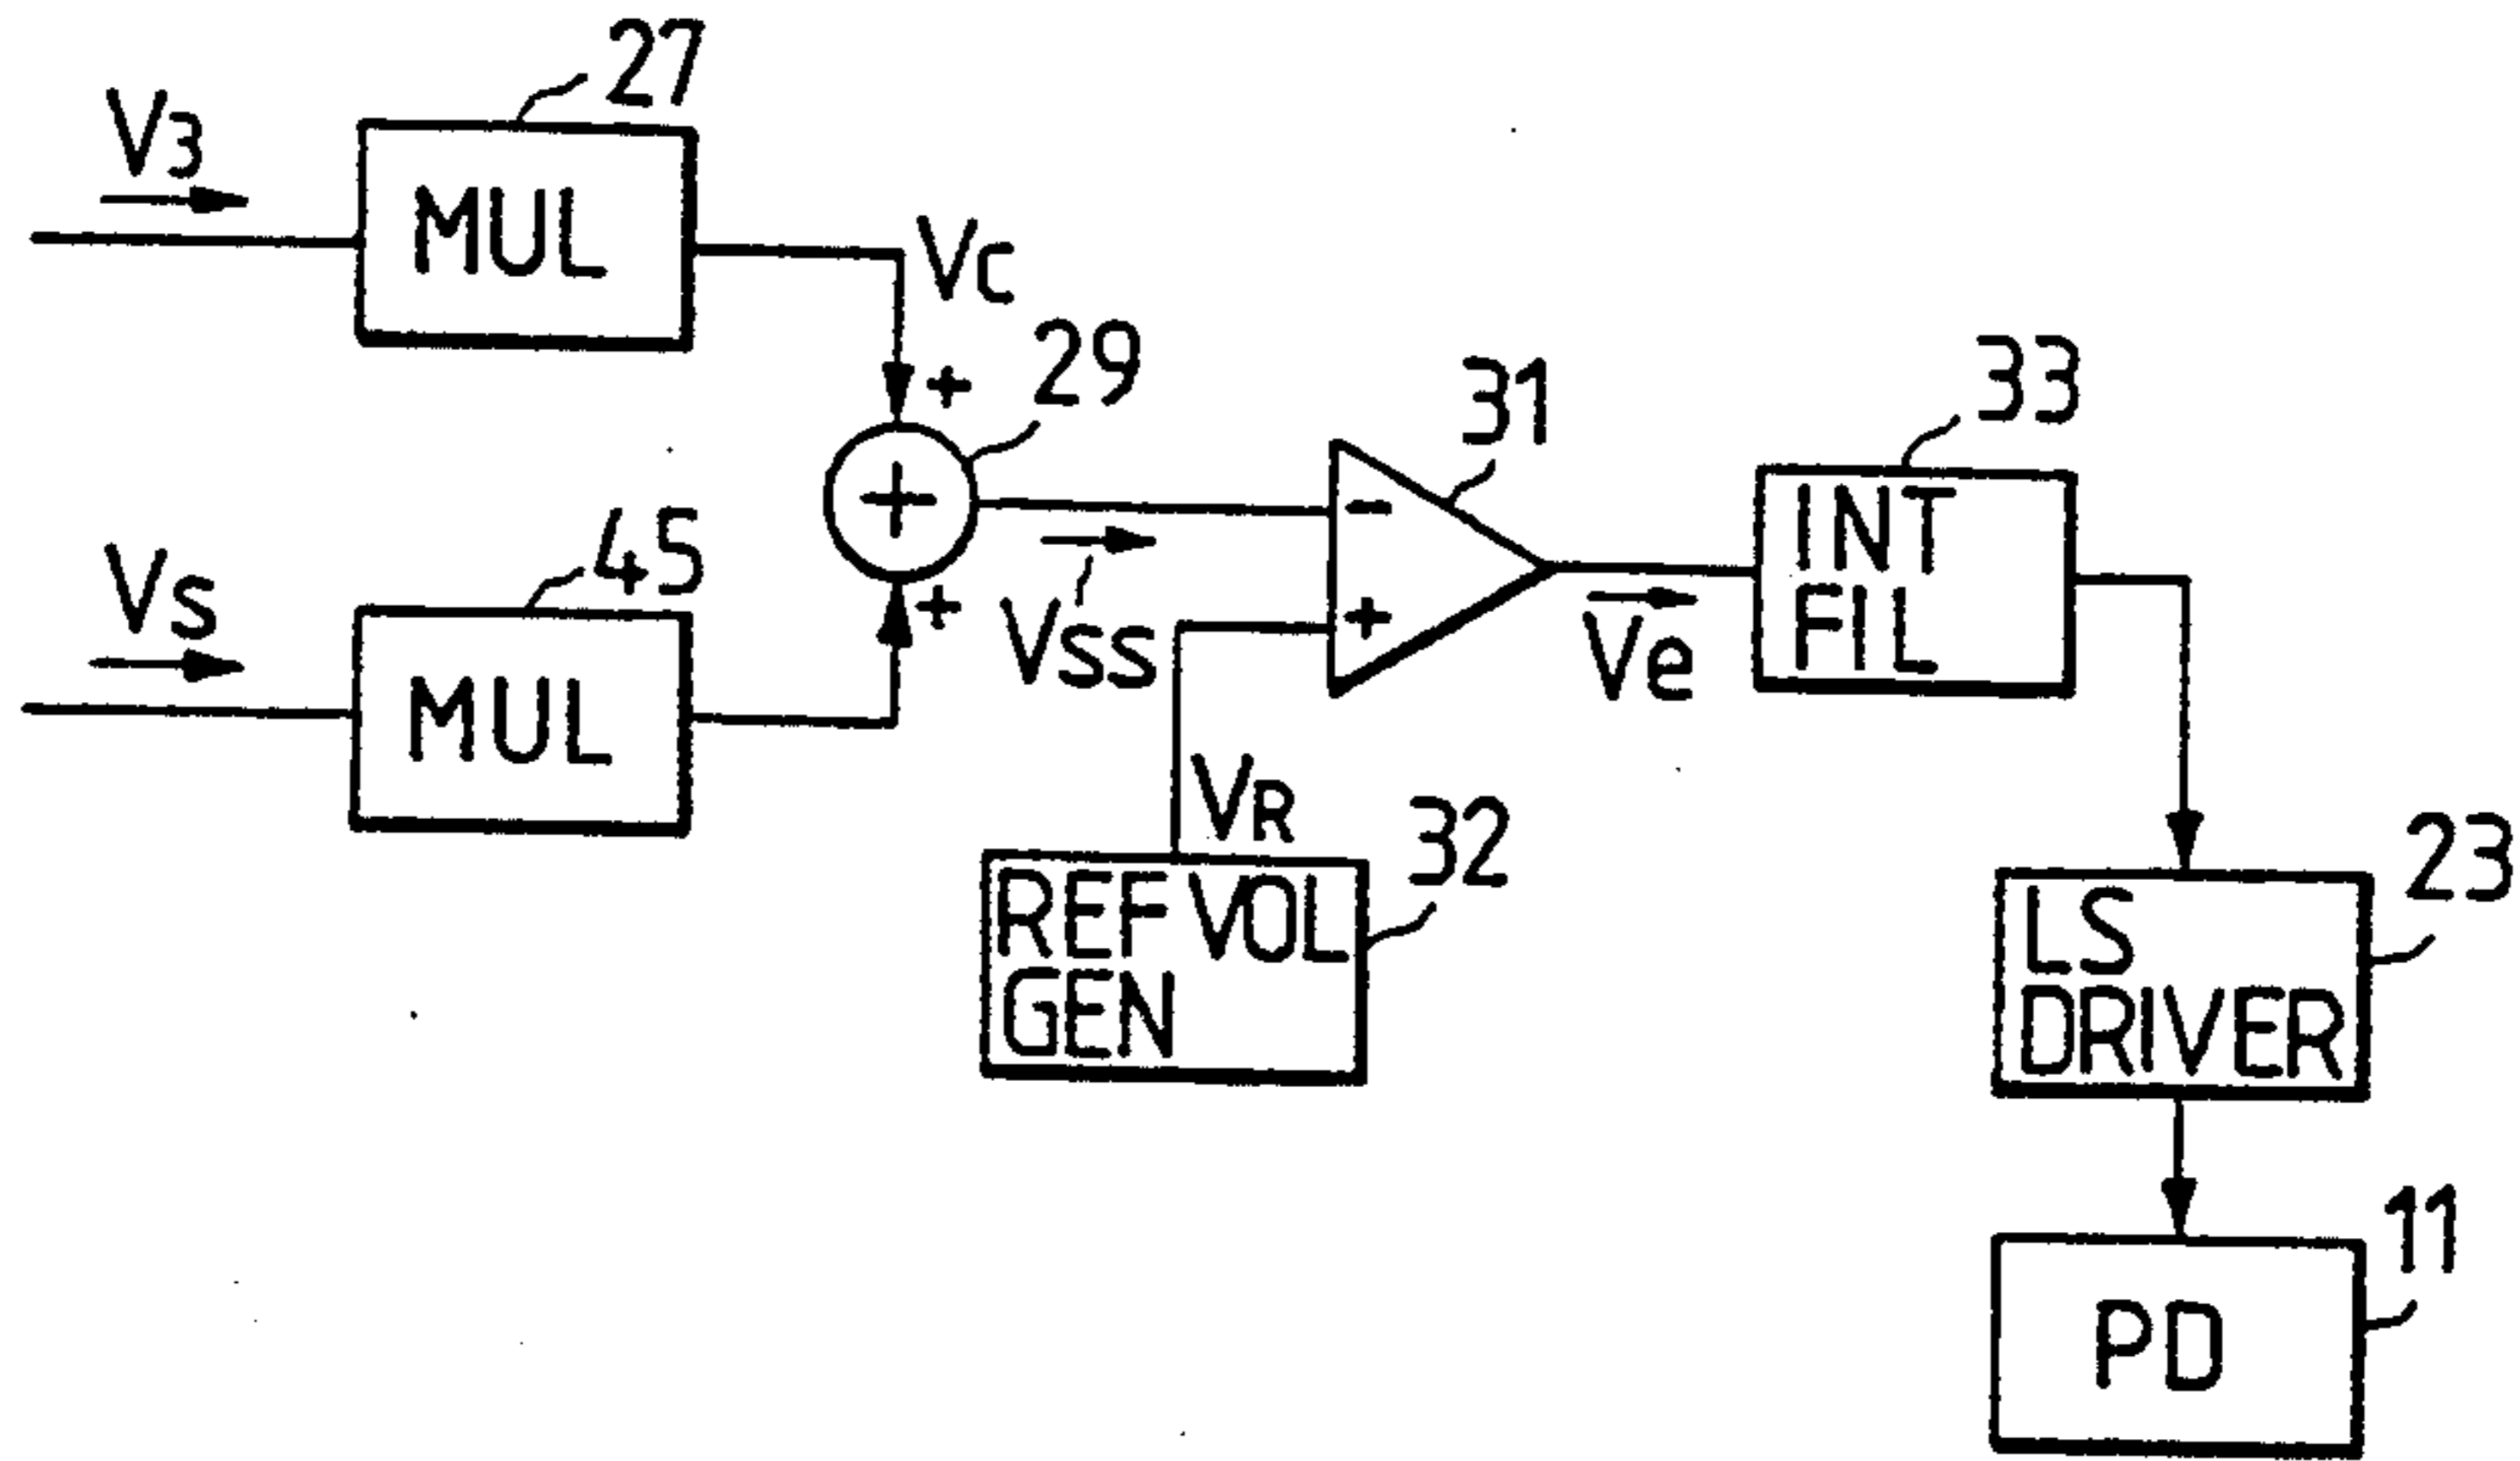 27
V3
MUL
VC
29
+
+
31
33
VS
45
MUL
+
VSS
-
+
Ve
INT
FIL
VR
32
REF VOL
GEN
23
LS
DRIVER
11
PD